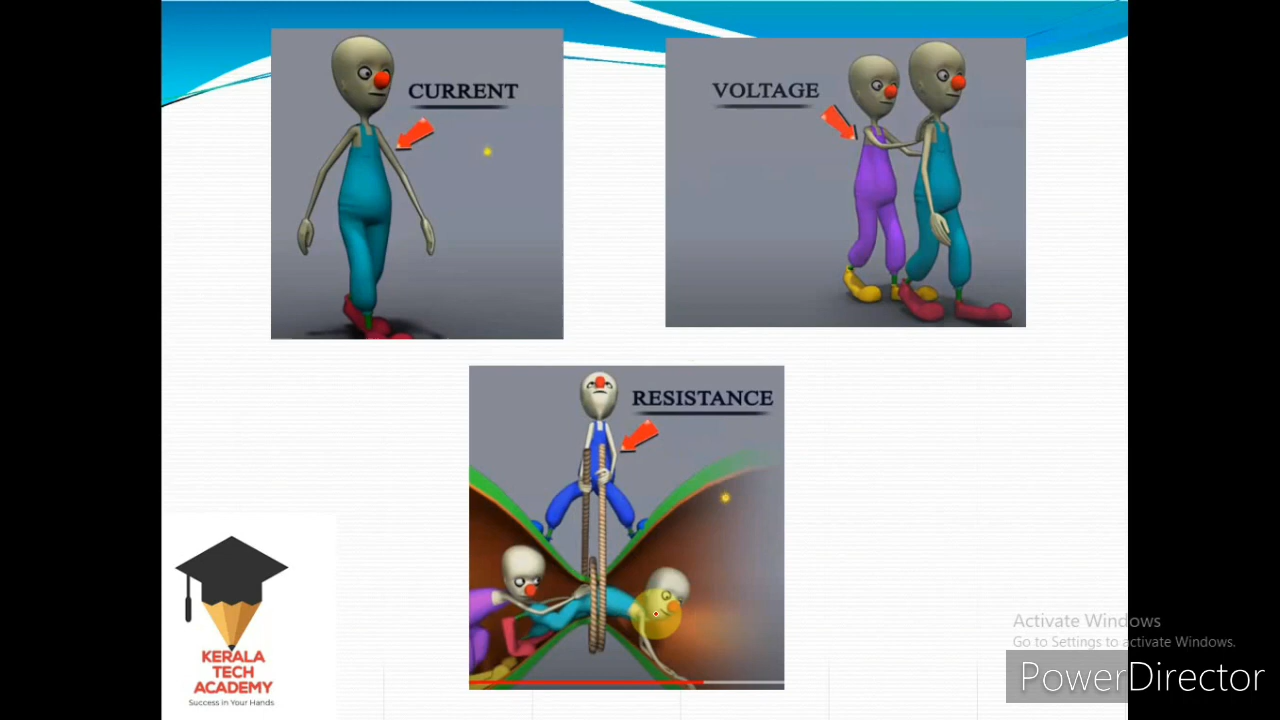 CURRENT
VOLTAGE
RESISTANCE
KERALA
TECH
ACADEMY
Success in Your Hands
Activate Windows
Go to Settings to activate Windows.
PowerDirector